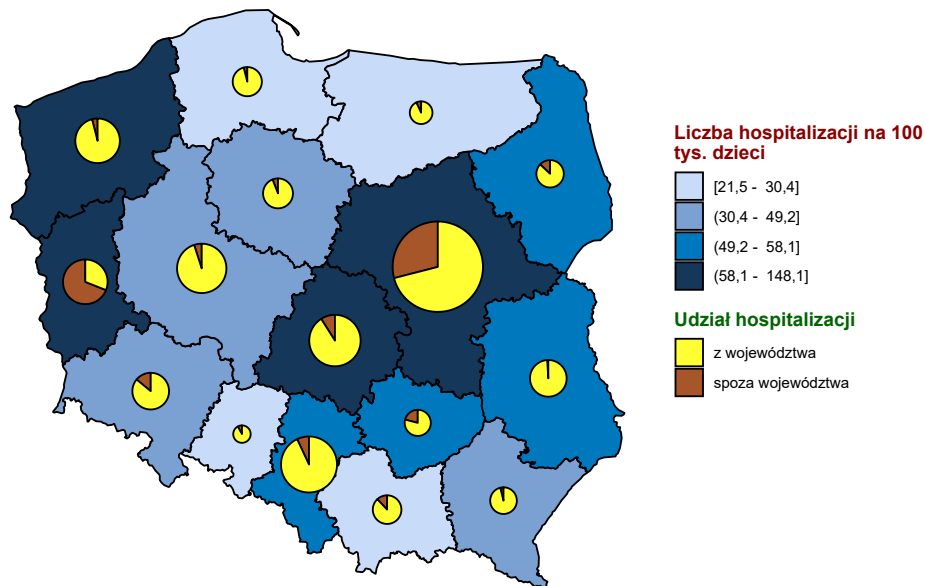 Liczba hospitalizacji na 100
tys. dzieci
[21,5 - 30,4]
(30,4 - 49,2]
(49,2 - 58,1]
(58,1 - 148,1]
Udział hospitalizacji
z województwa
spoza województwa